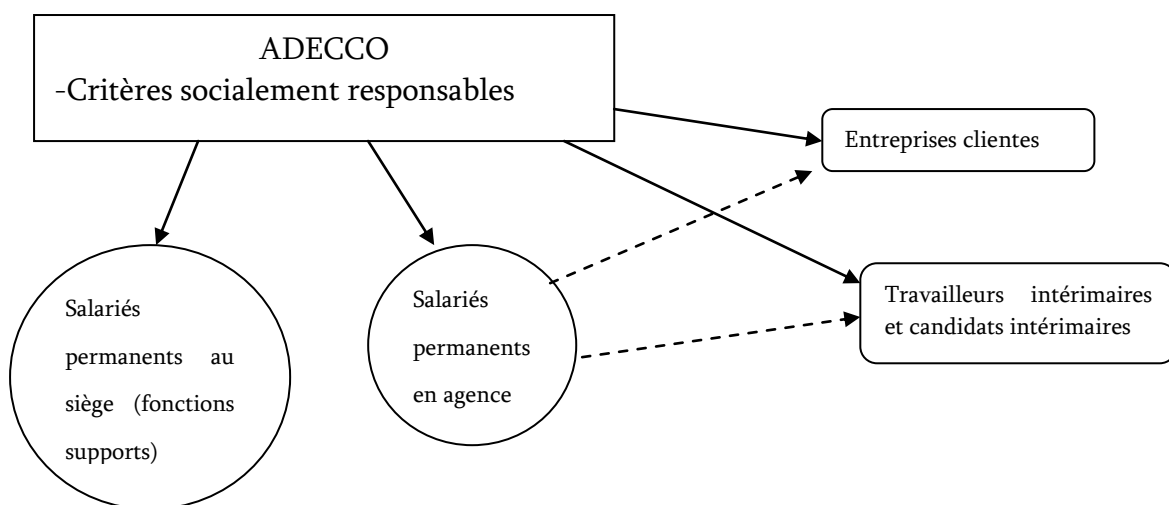 ADECCO
-Critères socialement responsables
Entreprises clientes
Travailleurs intérimaires
et candidats intérimaires
Salariés
permanents au
siège (fonctions
supports)
Salariés
permanents
en agence